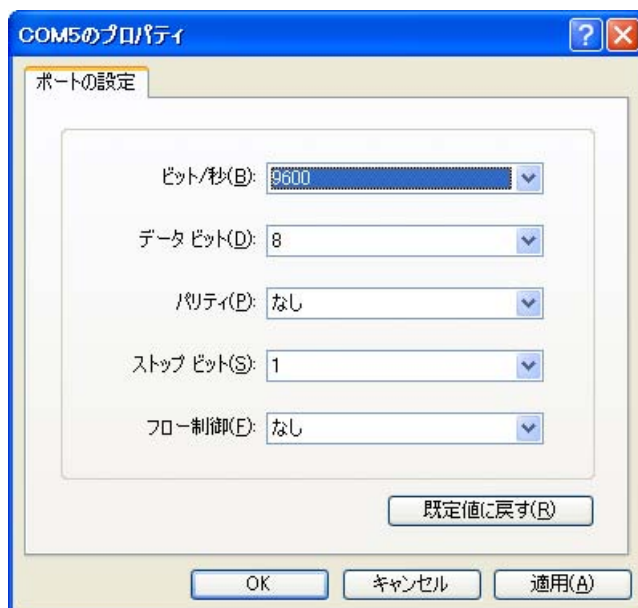 COM5のプロパティ
ポートの設定
ビット/秒(B): 9600
データ ビット(D): 8
パリティ(P): なし
ストップ ビット(S): 1
フロー制御(F): なし
既定値に戻す(R)
OK キャンセル 適用(A)